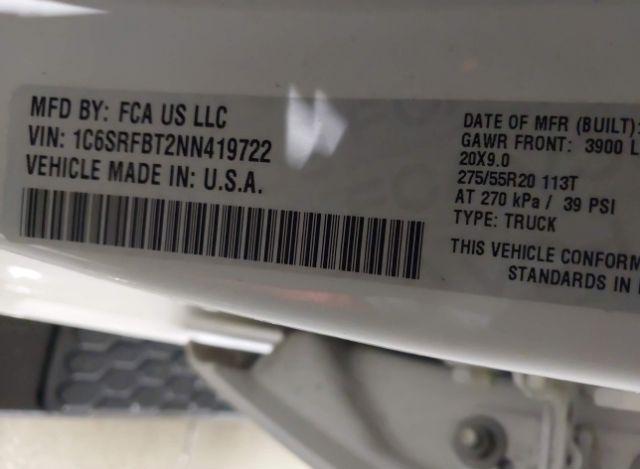 MFD BY: FCA US LLC
VIN: 1C6SRFBT2NN419722
VEHICLE MADE IN: U.S.A.
DATE OF MFR (BUILT):
GAWR FRONT: 3900 L
20X9.0
275/55R20 113T
AT 270 kPa / 39 PSI
TYPE: TRUCK
THIS VEHICLE CONFORM
STANDARDS IN